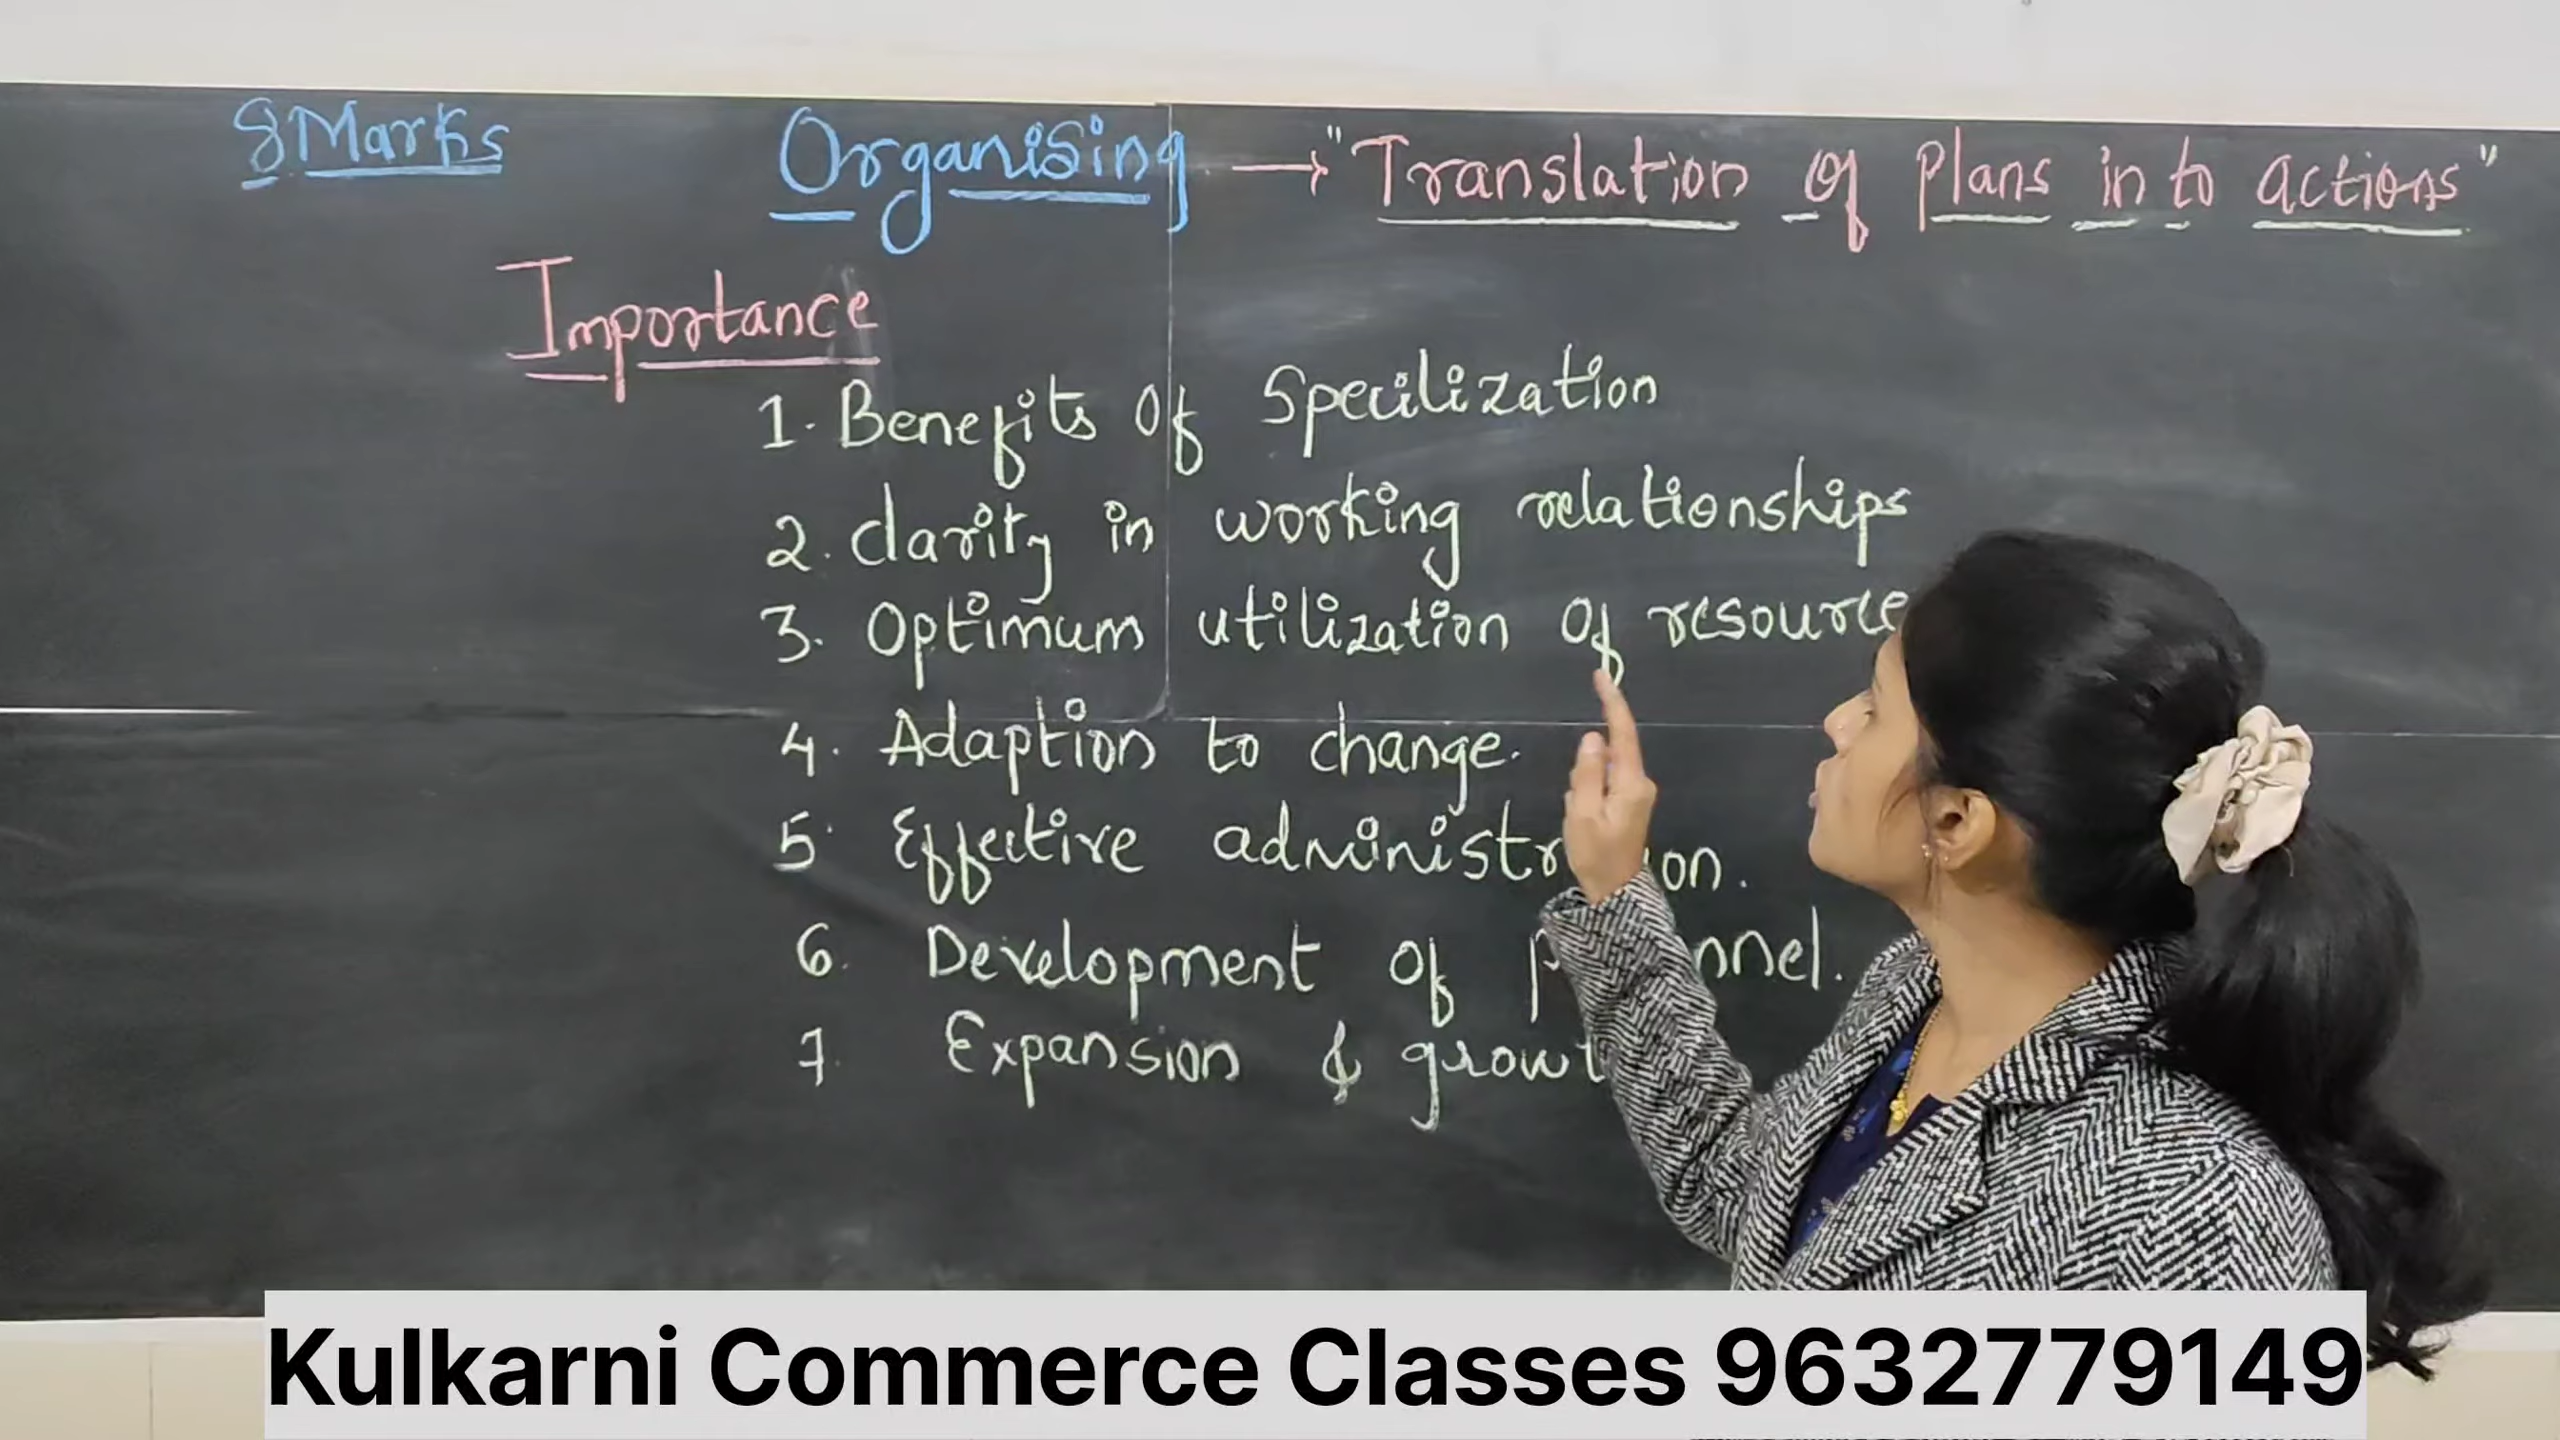 8 Marks
Organising → "Translation of plans in to actions"
Importance
1. Benefits of Specilization
2. clarity in working relationships
3. Optimum utilization of resource
4. Adaption to change.
5. Effective
6. Development of
7. Expansion &
Kulkarni Commerce Classes 9632779149